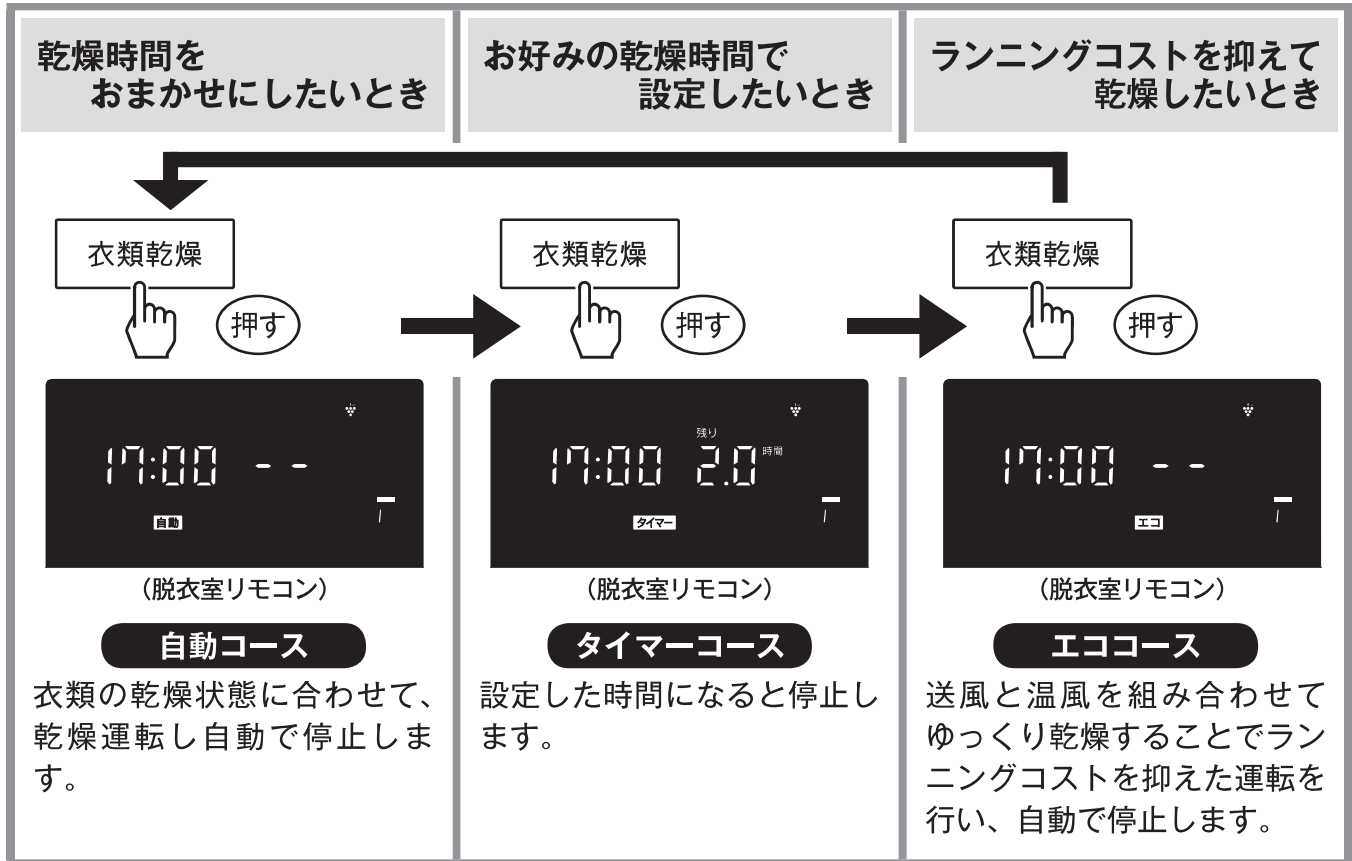 乾燥時間を
おまかせにしたいとき
衣類乾燥
押す
17:00 - -
自動
（脱衣室リモコン）
自動コース
衣類の乾燥状態に合わせて、
乾燥運転し自動で停止しま
す。
お好みの乾燥時間で
設定したいとき
衣類乾燥
押す
残り
17:00 2.0 時間
タイマー
（脱衣室リモコン）
タイマーコース
設定した時間になると停止し
ます。
ランニングコストを抑えて
乾燥したいとき
衣類乾燥
押す
17:00 - -
エコ
（脱衣室リモコン）
エココース
送風と温風を組み合わせて
ゆっくり乾燥することでラン
ニングコストを抑えた運転を
行い、自動で停止します。